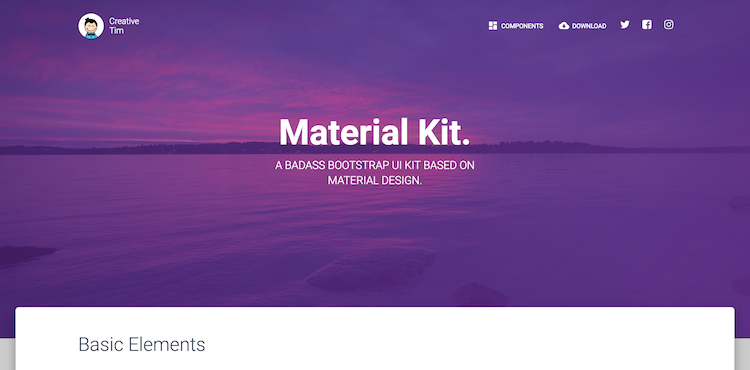 Creative
Tim
COMPONENTS
DOWNLOAD
Material Kit.
A BADASS BOOTSTRAP UI KIT BASED ON
MATERIAL DESIGN.
Basic Elements